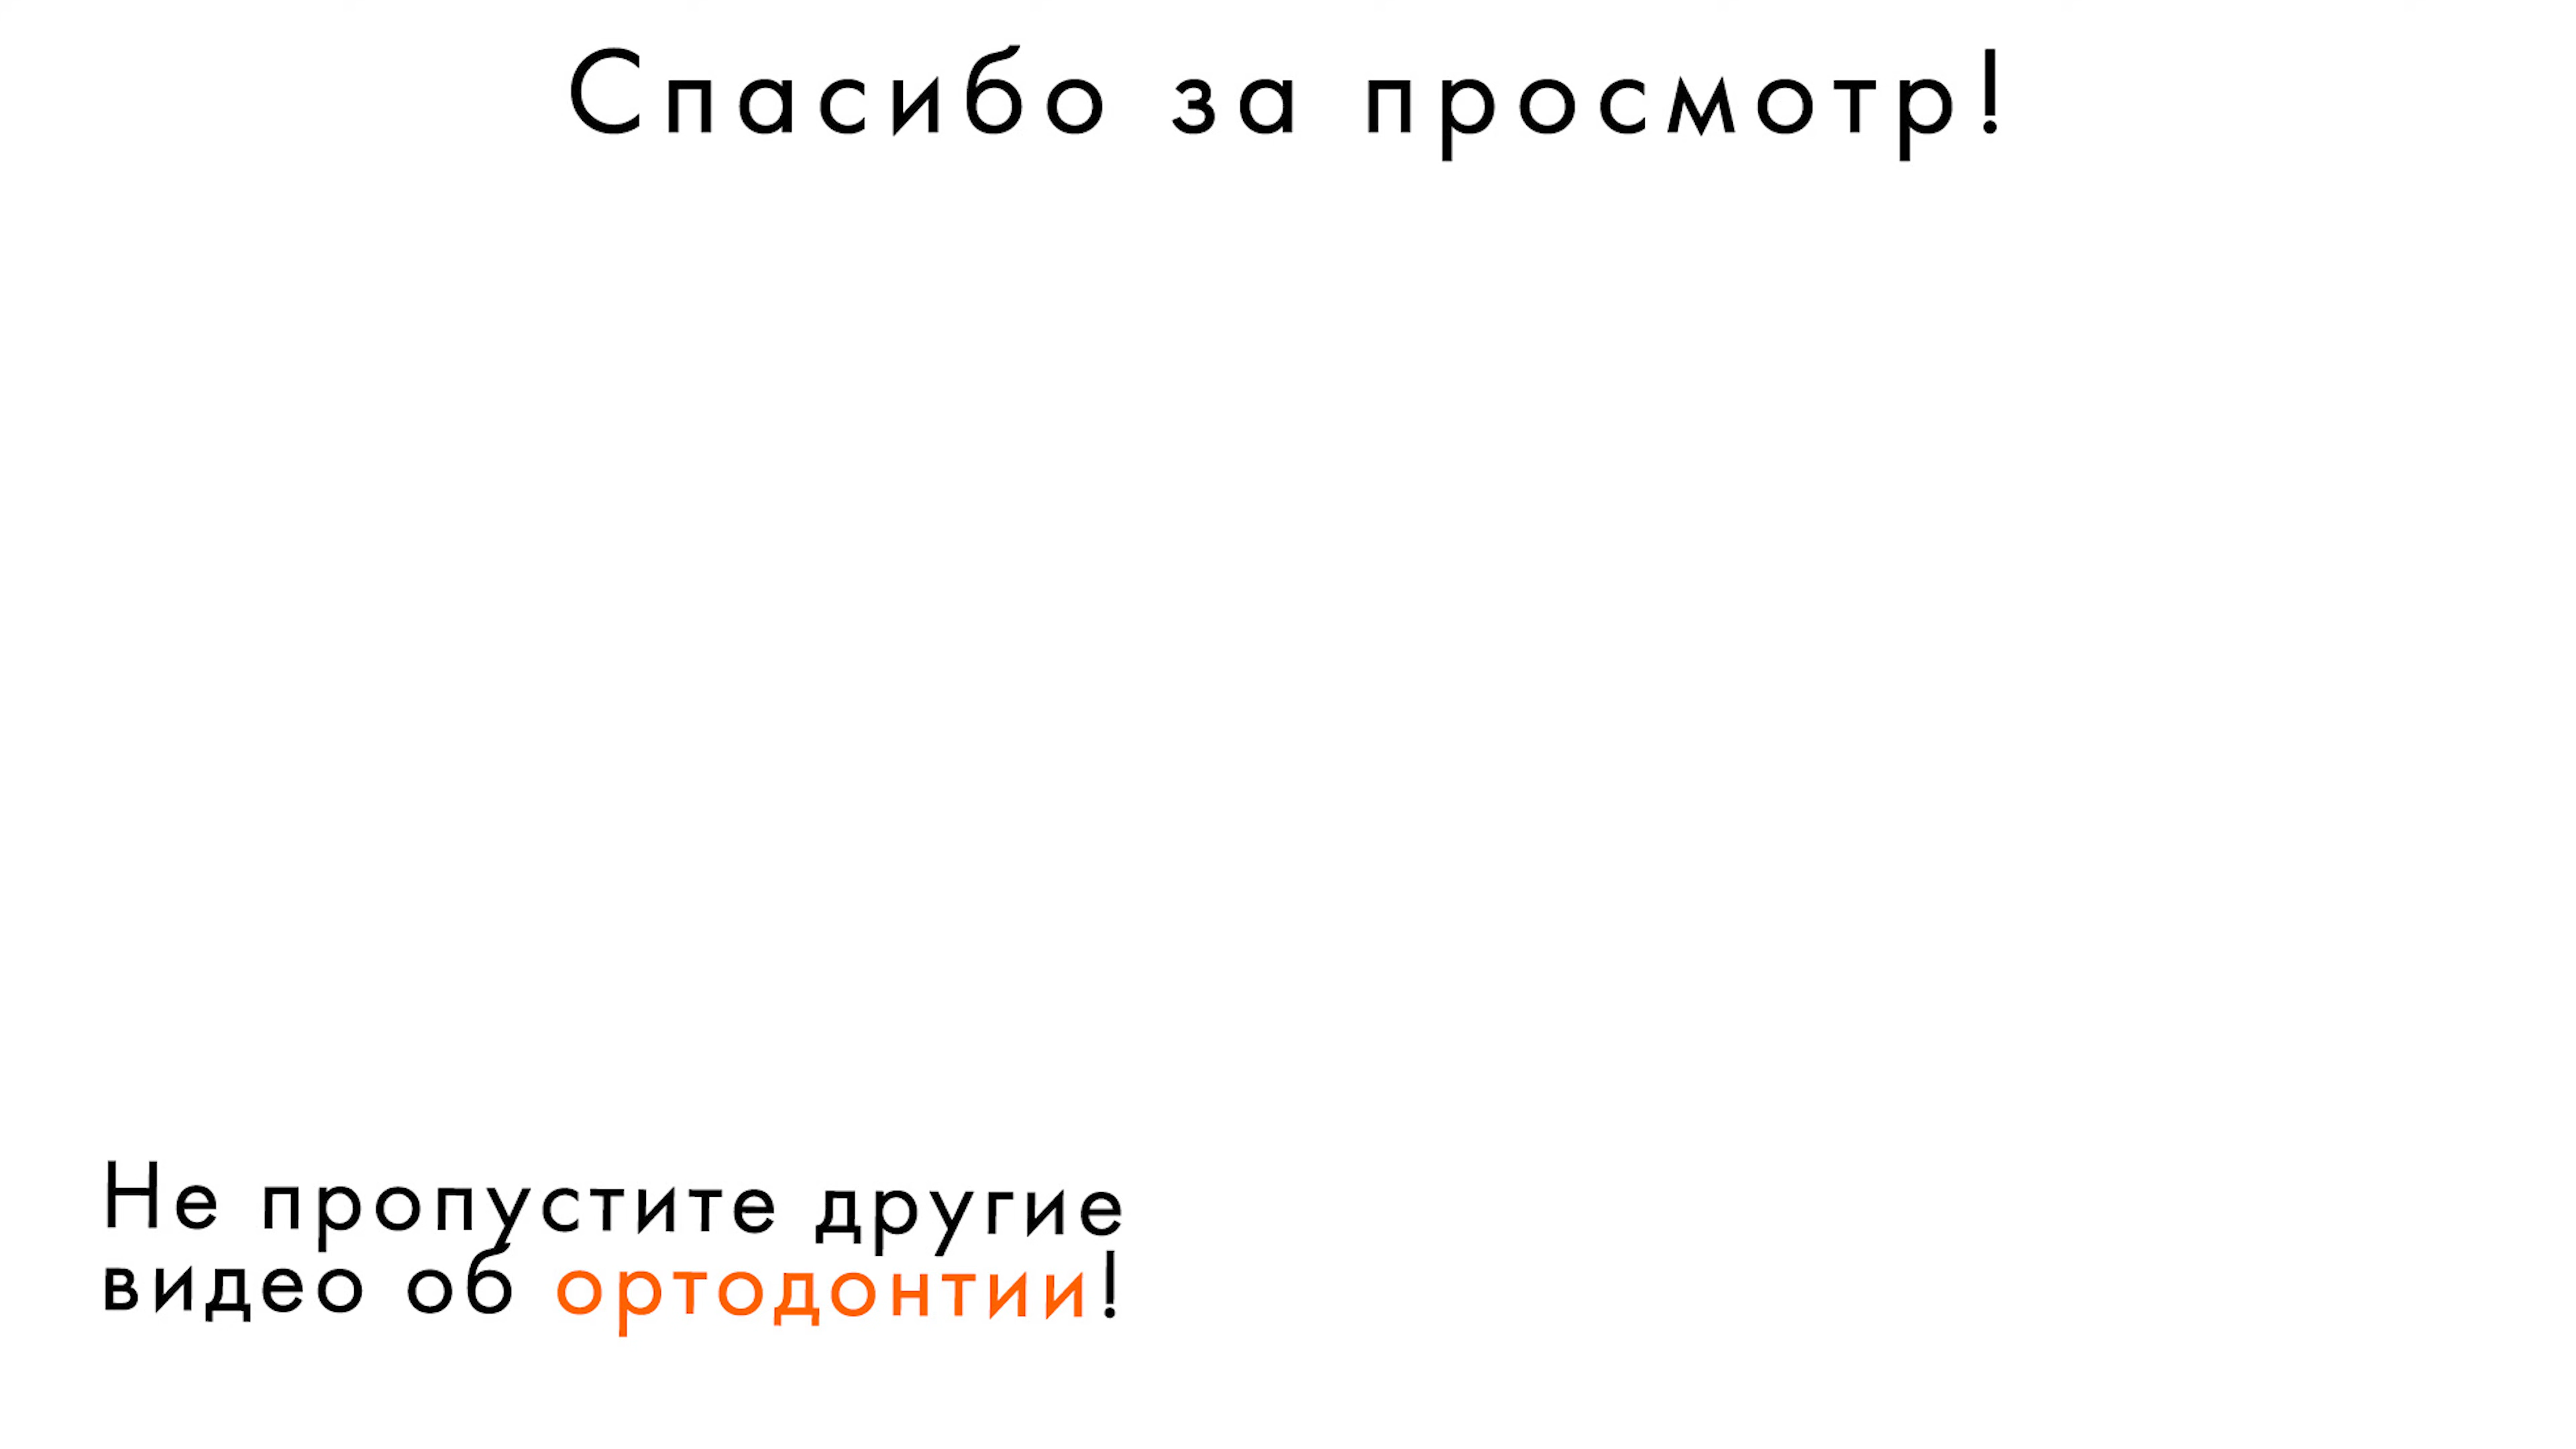 Спасибо за просмотр!
Не пропустите другие
видео об ортодонтии!